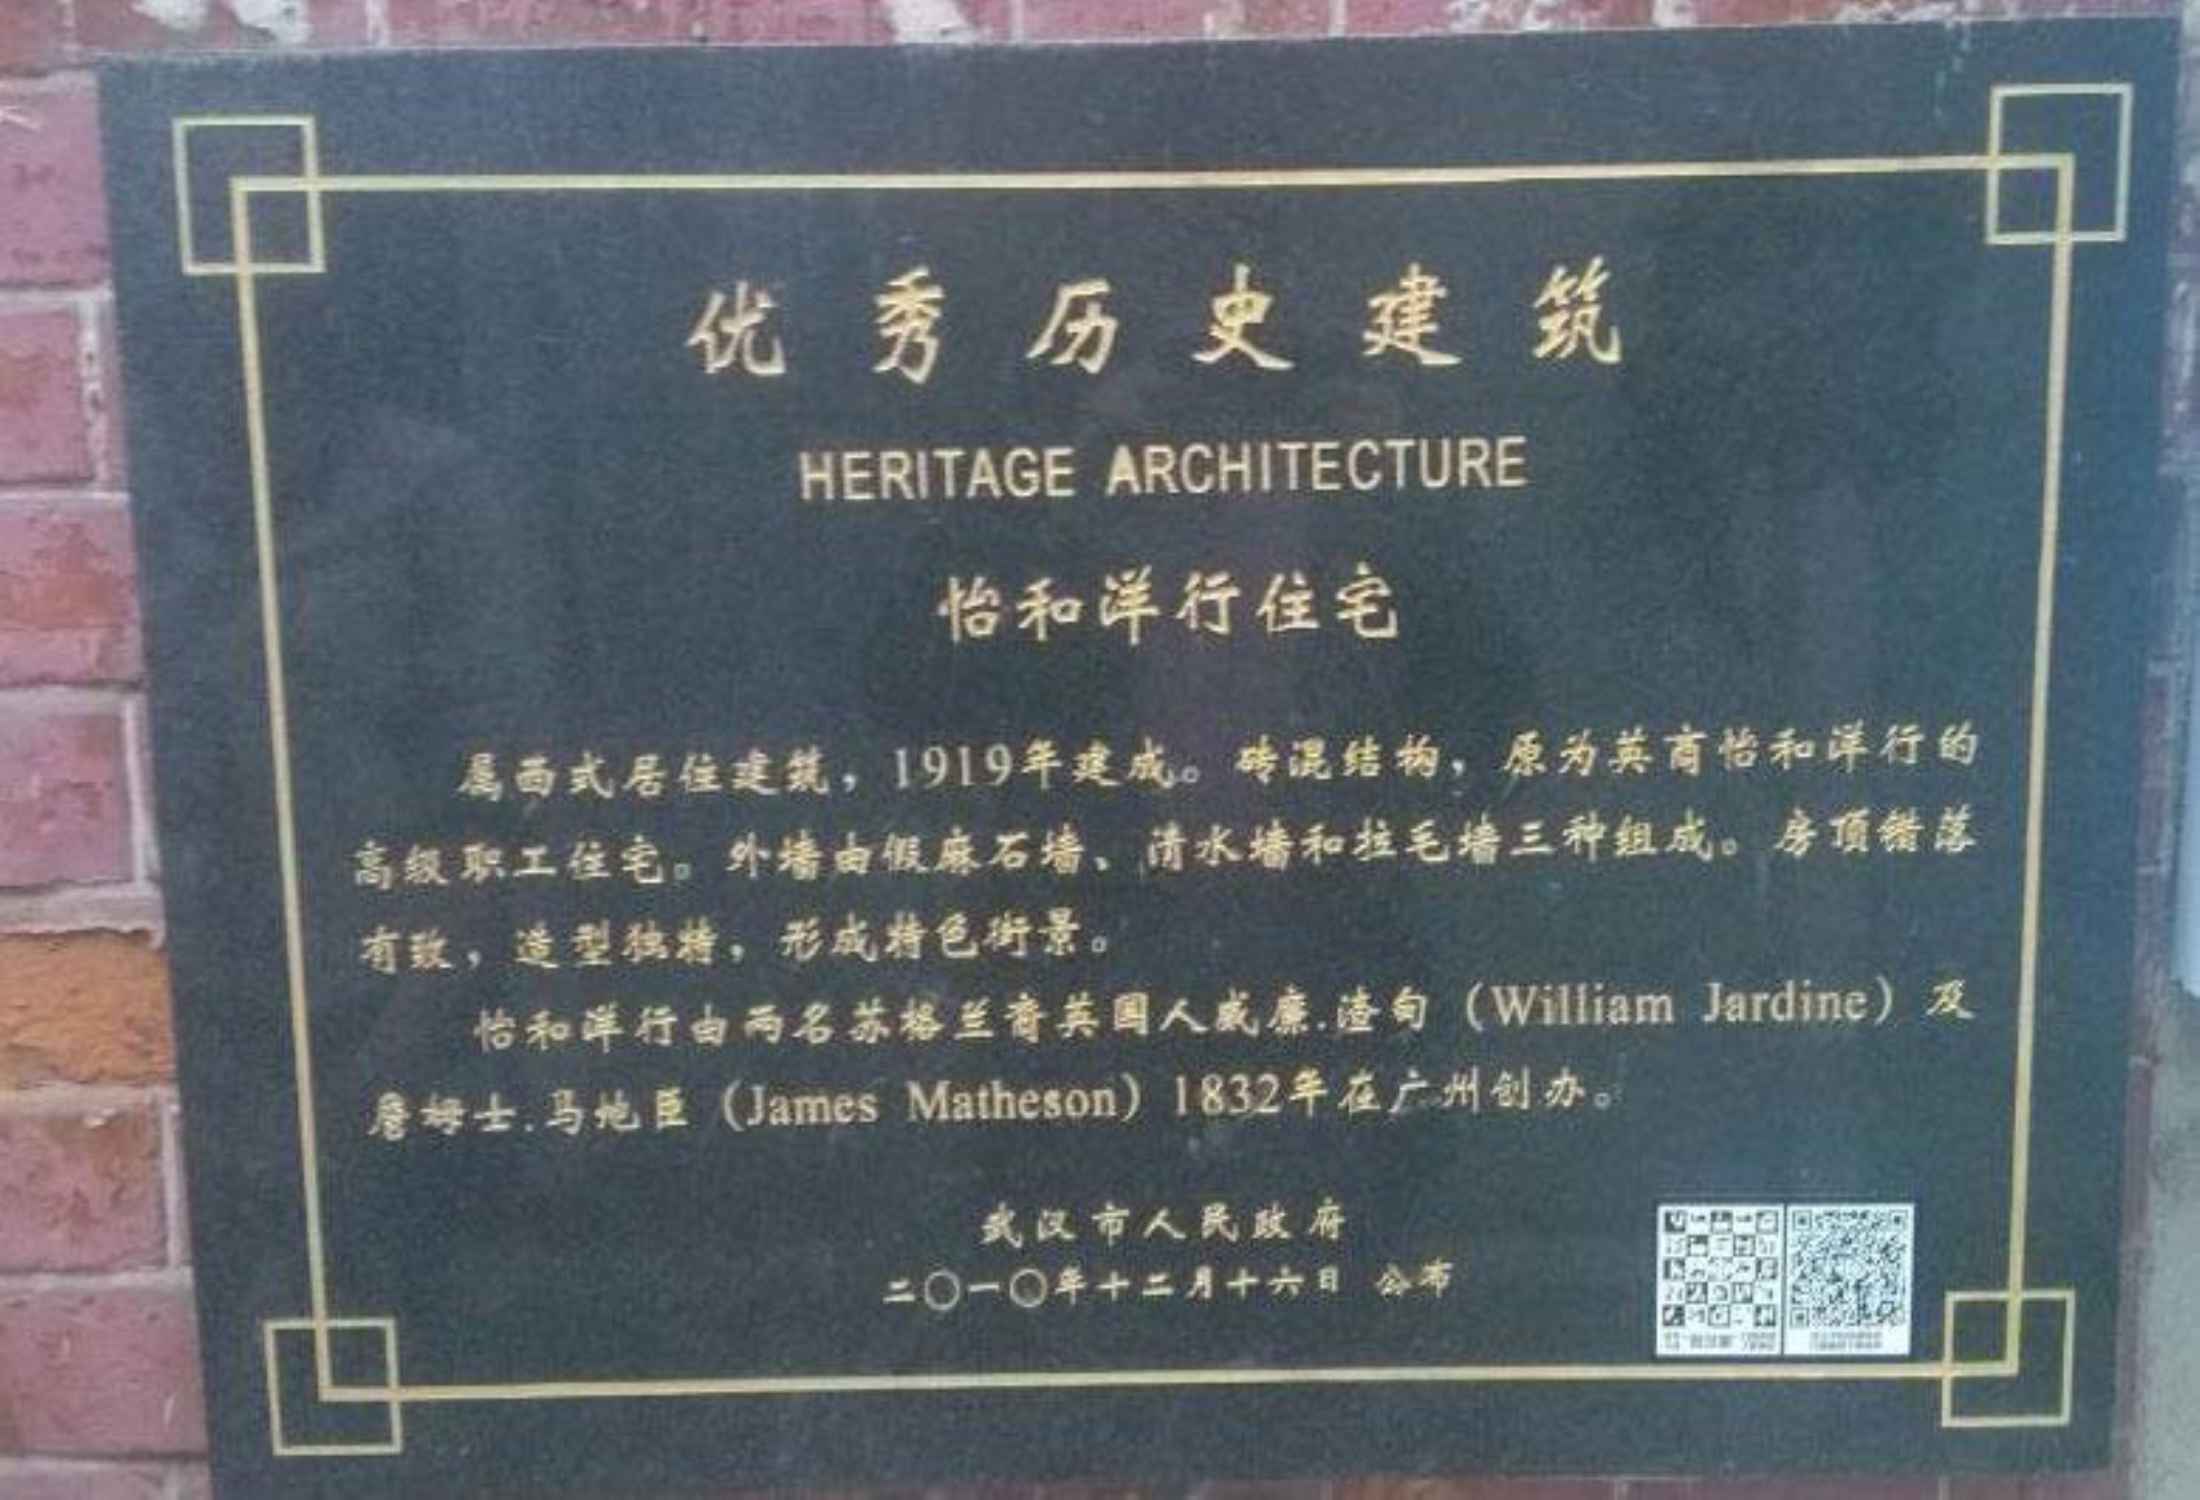 优秀历史建筑
HERITAGE ARCHITECTURE
怡和洋行住宅
属西式居住建筑，1919年建成。砖混结构，原为英商怡和洋行的
高级职工住宅。外墙由假麻石墙、清水墙和拉毛墙三种组成。房顶错落
有致，造型独特，形成特色街景。
怡和洋行由两名苏格兰裔英国人威廉.渣甸（William Jardine）及
詹姆士.马地臣（James Matheson）1832年在广州创办。
武汉市人民政府
二〇一〇年十二月十六日 公布